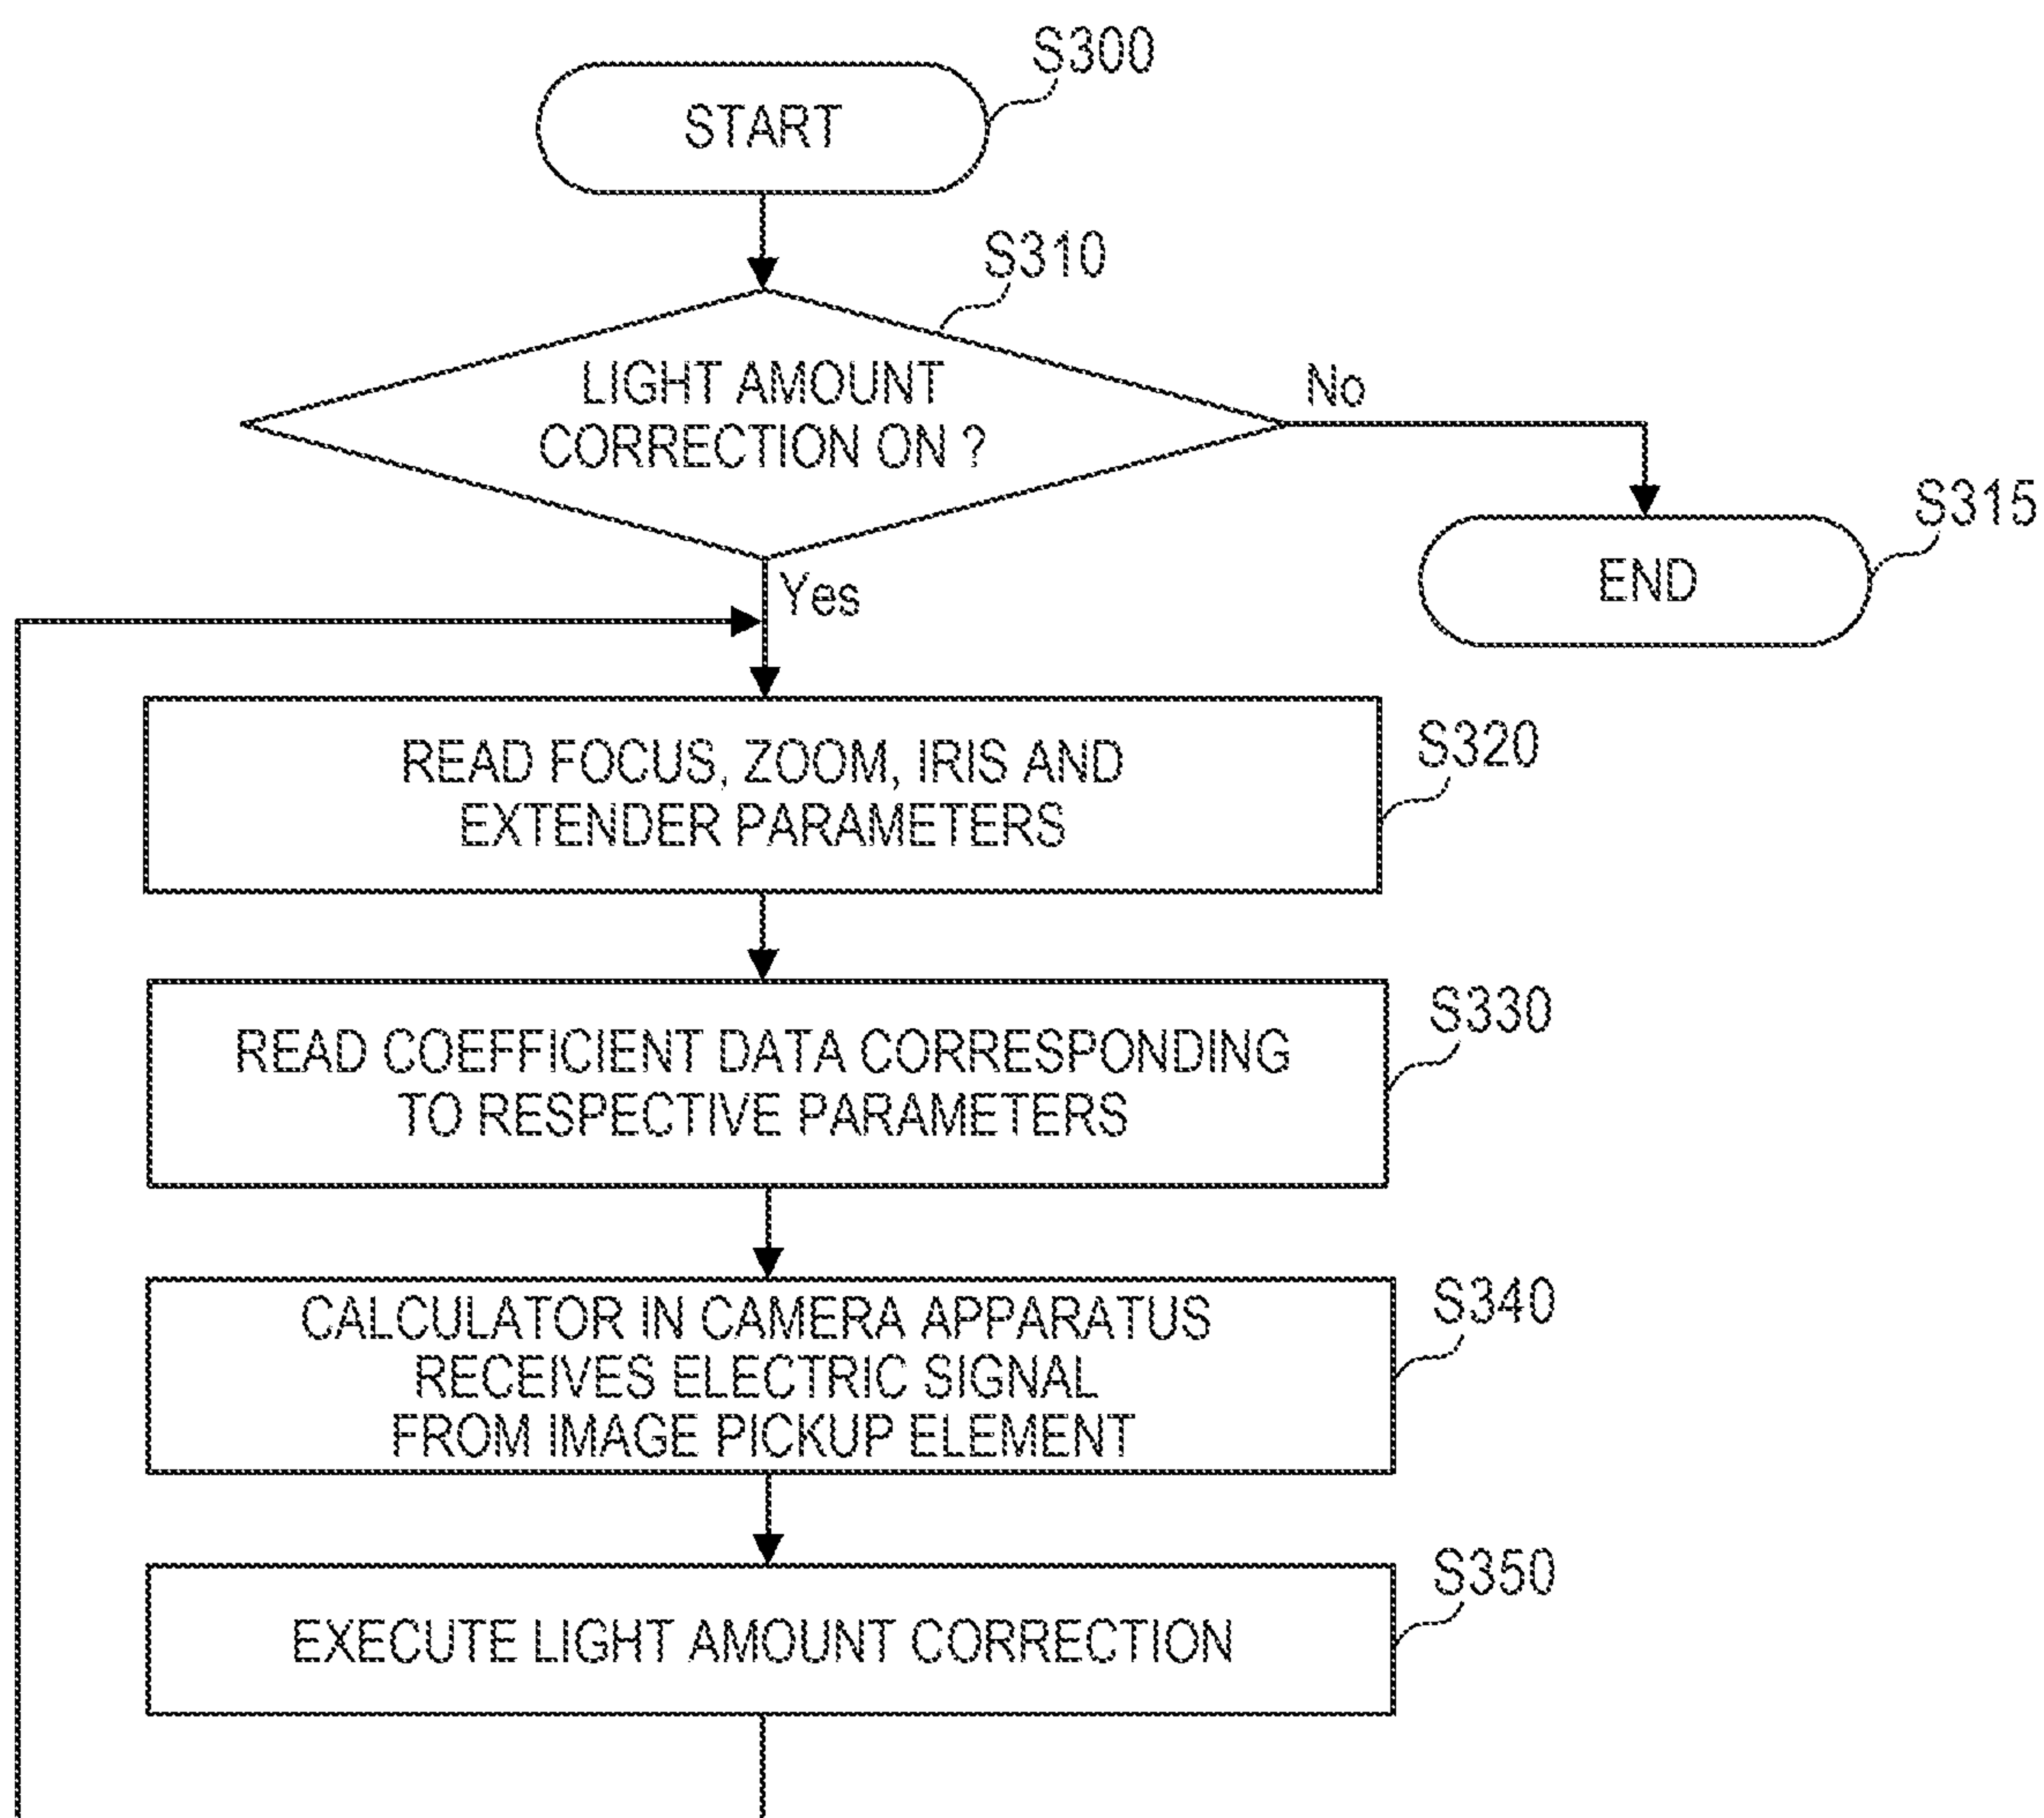 S300
START
S310
LIGHT AMOUNT
CORRECTION ON ?
No
S315
END
Yes
READ FOCUS, ZOOM, IRIS AND
EXTENDER PARAMETERS
S320
READ COEFFICIENT DATA CORRESPONDING
TO RESPECTIVE PARAMETERS
S330
CALCULATOR IN CAMERA APPARATUS
RECEIVES ELECTRIC SIGNAL
FROM IMAGE PICKUP ELEMENT
S340
EXECUTE LIGHT AMOUNT CORRECTION
S350